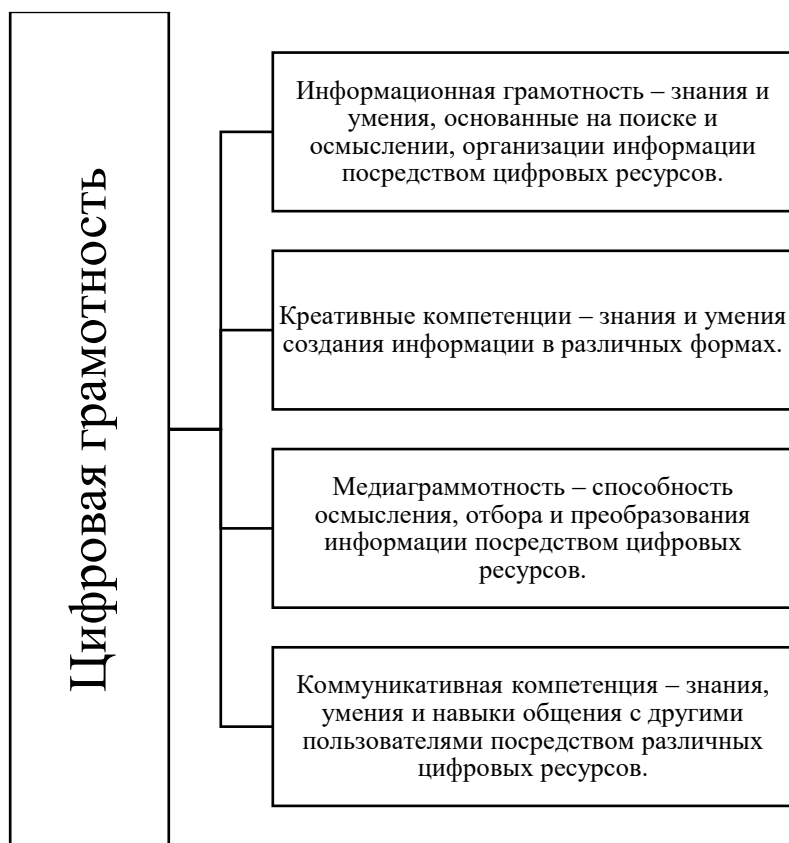 Цифровая грамотность
Информационная грамотность – знания и
умения, основанные на поиске и
осмыслении, организации информации
посредством цифровых ресурсов.
Креативные компетенции – знания и умения
создания информации в различных формах.
Медиаграммотность – способность
осмысления, отбора и преобразования
информации посредством цифровых
ресурсов.
Коммуникативная компетенция – знания,
умения и навыки общения с другими
пользователями посредством различных
цифровых ресурсов.